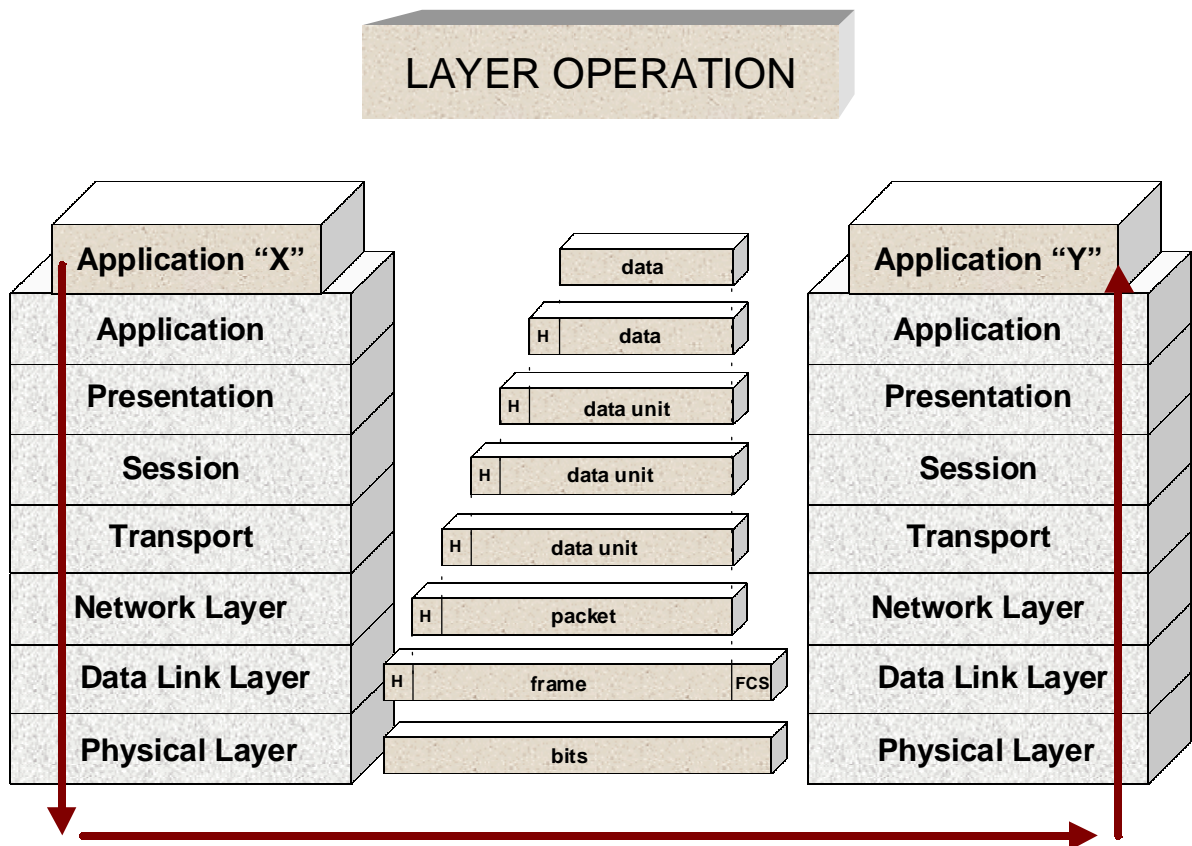 LAYER OPERATION
Application “X”
Application
Presentation
Session
Transport
Network Layer
Data Link Layer
Physical Layer
data
H data
H data unit
H data unit
H data unit
H packet
H frame FCS
bits
Application “Y”
Application
Presentation
Session
Transport
Network Layer
Data Link Layer
Physical Layer